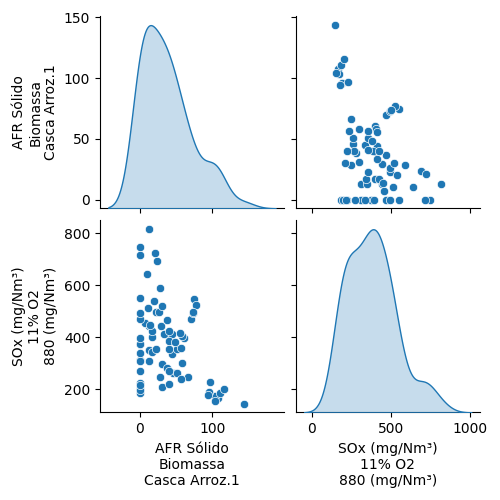 150
100
50
0
AFR Sólido
Biomassa
Casca Arroz.1
800
600
400
200
SOx (mg/Nm³)
11% O2
880 (mg/Nm³)
0
100
AFR Sólido
Biomassa
Casca Arroz.1
0
500
1000
SOx (mg/Nm³)
11% O2
880 (mg/Nm³)